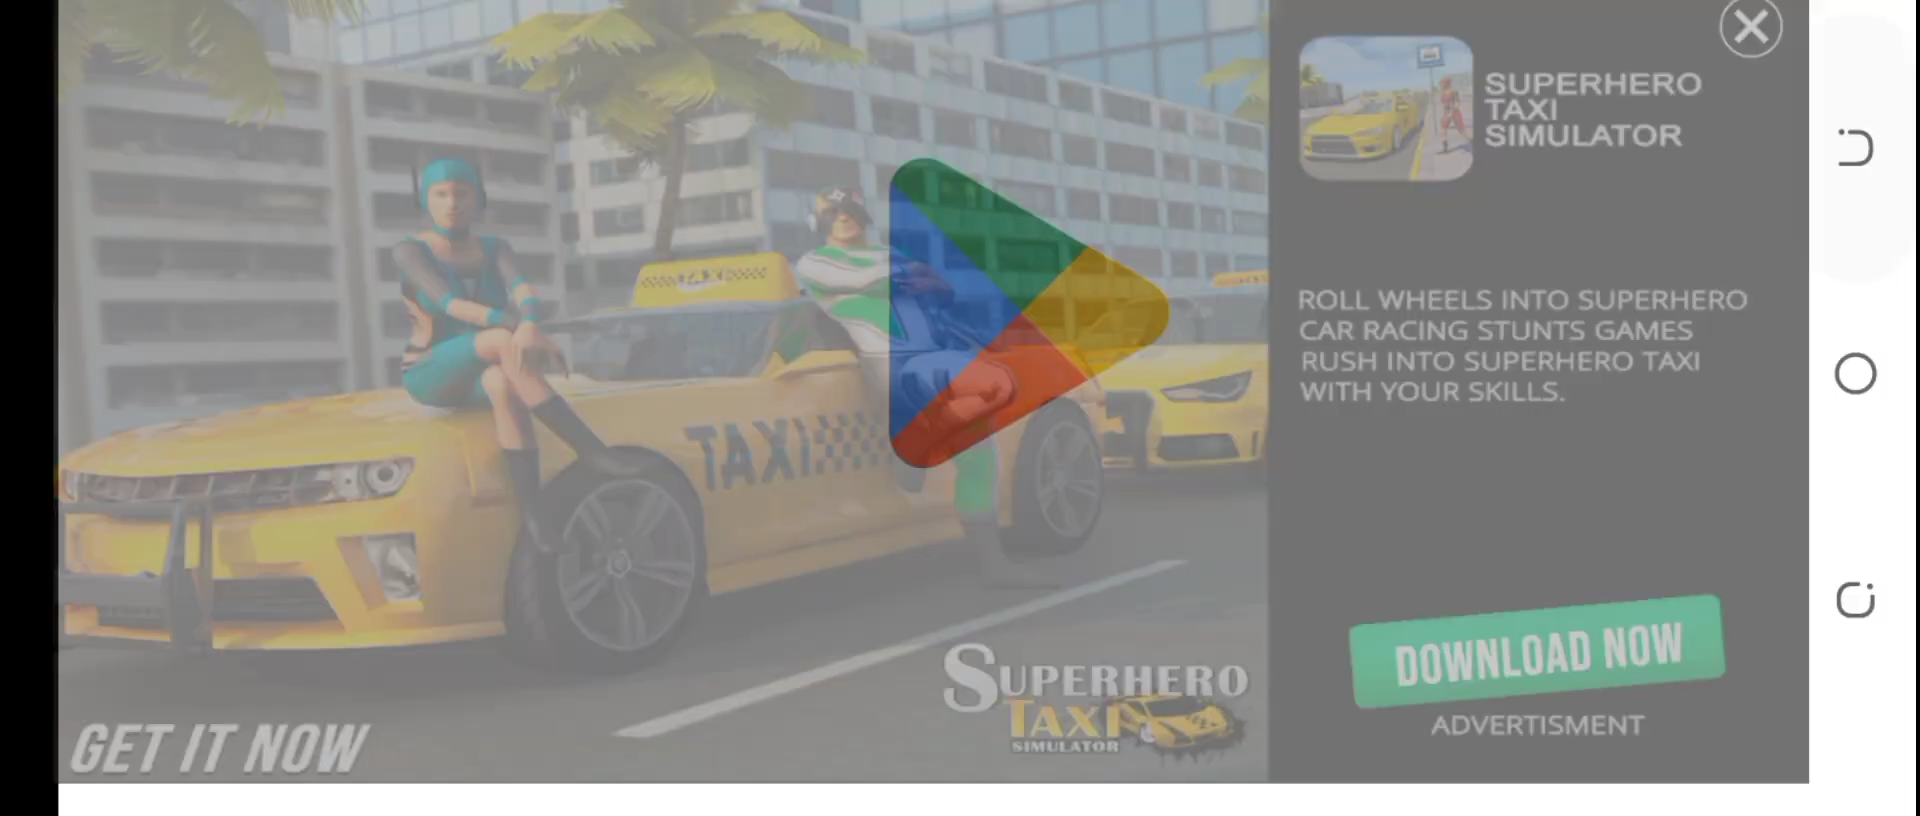 SUPERHERO
TAXI
SIMULATOR
ROLL WHEELS INTO SUPERHERO
CAR RACING STUNTS GAMES
RUSH INTO SUPERHERO TAXI
WITH YOUR SKILLS.
DOWNLOAD NOW
ADVERTISMENT
TAXI
TAXI
SUPERHERO
TAXI
SIMULATOR
GET IT NOW